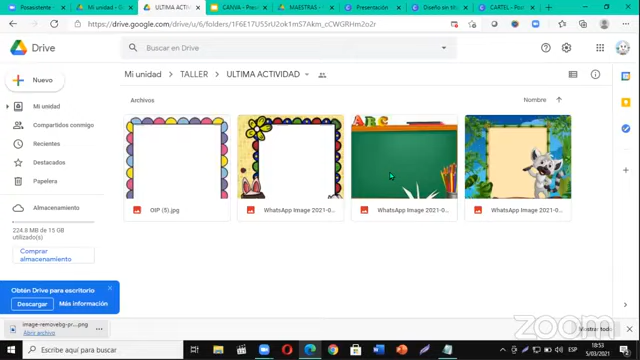 Posasistente
Mi unidad - G
ULTIMA ACTIV
CANVA - Pres
MAESTRAS.
Presentación
Diseño sin tit
CARTEL - Pos
https://drive.google.com/drive/u/6/folders/1F6E17U55rU2ok1mS7Akm_cCWGRHm2o2r
Drive
Buscar en Drive
Nuevo
Mi unidad
TALLER
ULTIMA ACTIVIDAD
Mi unidad
Compartidos conmigo
Recientes
Destacados
Papelera
Almacenamiento
224.8 MB de 15 GB
utilizado(s)
Comprar
almacenamiento
Archivos
Nombre
ABC
OIP (5).jpg
WhatsApp Image 2021-0...
WhatsApp Image 2021-0...
WhatsApp Image 2021-0...
Obtén Drive para escritorio
Descargar
Más información
image-removebg-pr....png
Abrir archivo
Mostrar todo
zoom
Escribe aquí para buscar
ESP
18:53
5/03/2021